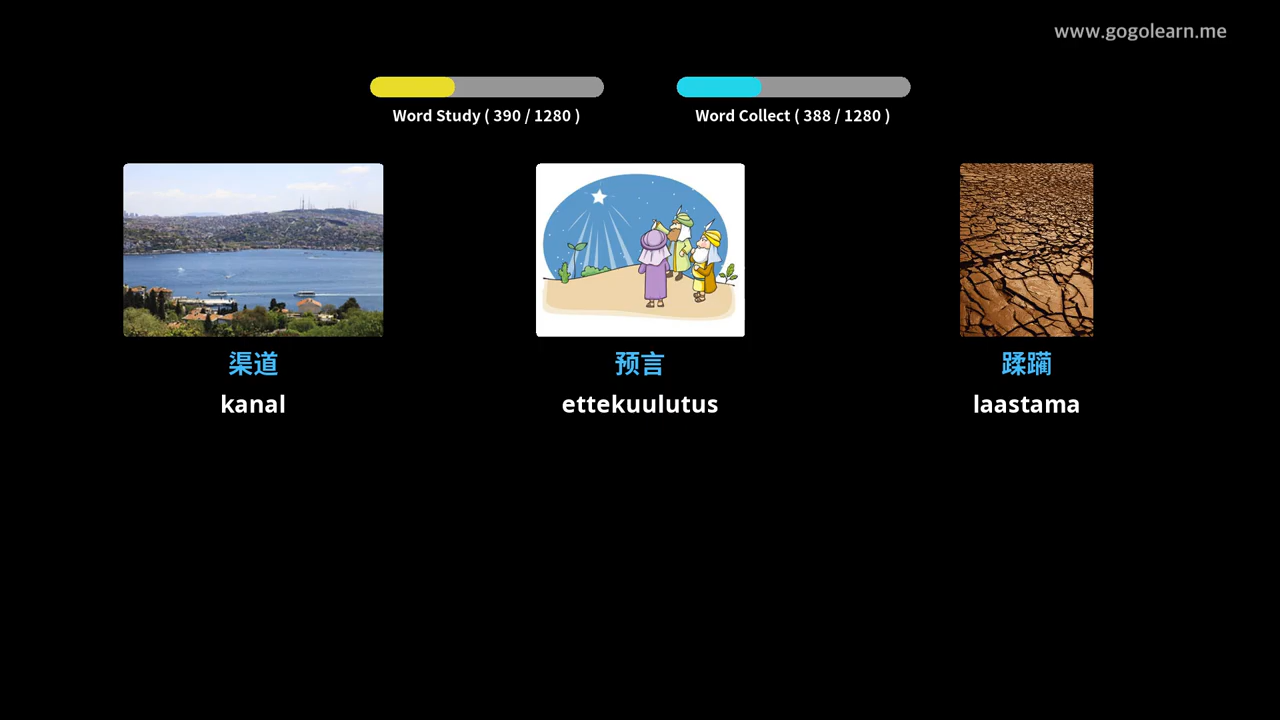 www.gogolearn.me
Word Study ( 390 / 1280 )
Word Collect ( 388 / 1280 )
渠道
预言
蹂躏
kanal
ettekuulutus
laastama